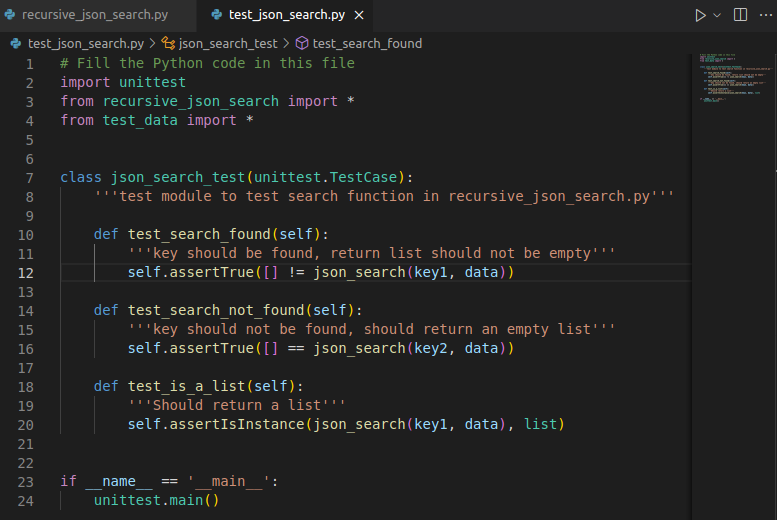 recursive_json_search.py
test_json_search.py
test_json_search.py > json_search_test > test_search_found
1 # Fill the Python code in this file
2 import unittest
3 from recursive_json_search import *
4 from test_data import *
5
6
7 class json_search_test(unittest.TestCase):
8 '''test module to test search function in recursive_json_search.py'''
9
10 def test_search_found(self):
11 '''key should be found, return list should not be empty'''
12 self.assertTrue([] != json_search(key1, data))
13
14 def test_search_not_found(self):
15 '''key should not be found, should return an empty list'''
16 self.assertTrue([] == json_search(key2, data))
17
18 def test_is_a_list(self):
19 '''Should return a list'''
20 self.assertIsInstance(json_search(key1, data), list)
21
22
23 if __name__ == '__main__':
24 unittest.main()